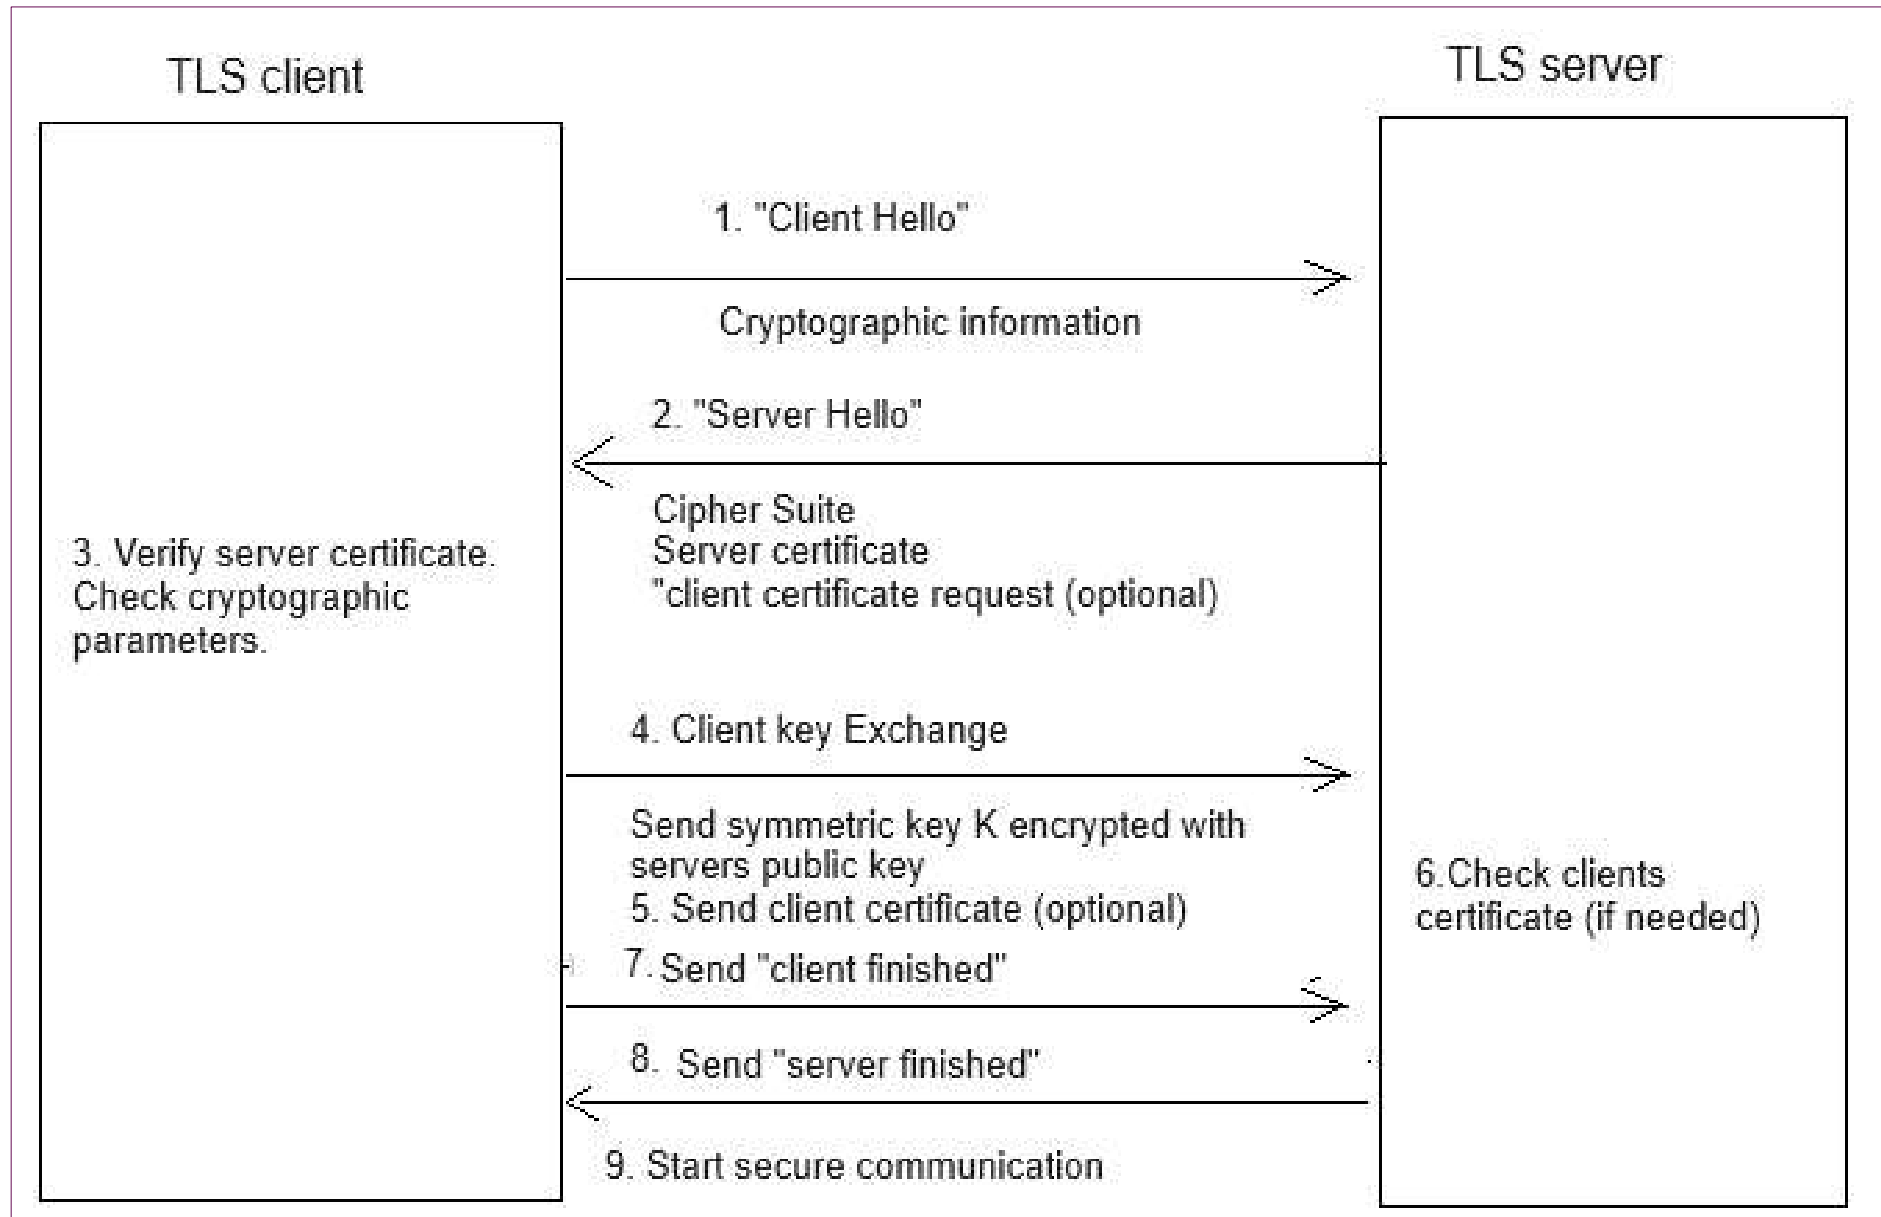 TLS client
TLS server
1. "Client Hello"
Cryptographic information
2. "Server Hello"
Cipher Suite
Server certificate
"client certificate request (optional)
3. Verify server certificate.
Check cryptographic
parameters.
4. Client key Exchange
Send symmetric key K encrypted with
servers public key
5. Send client certificate (optional)
6.Check clients
certificate (if needed)
7. Send "client finished"
8. Send "server finished"
9. Start secure communication